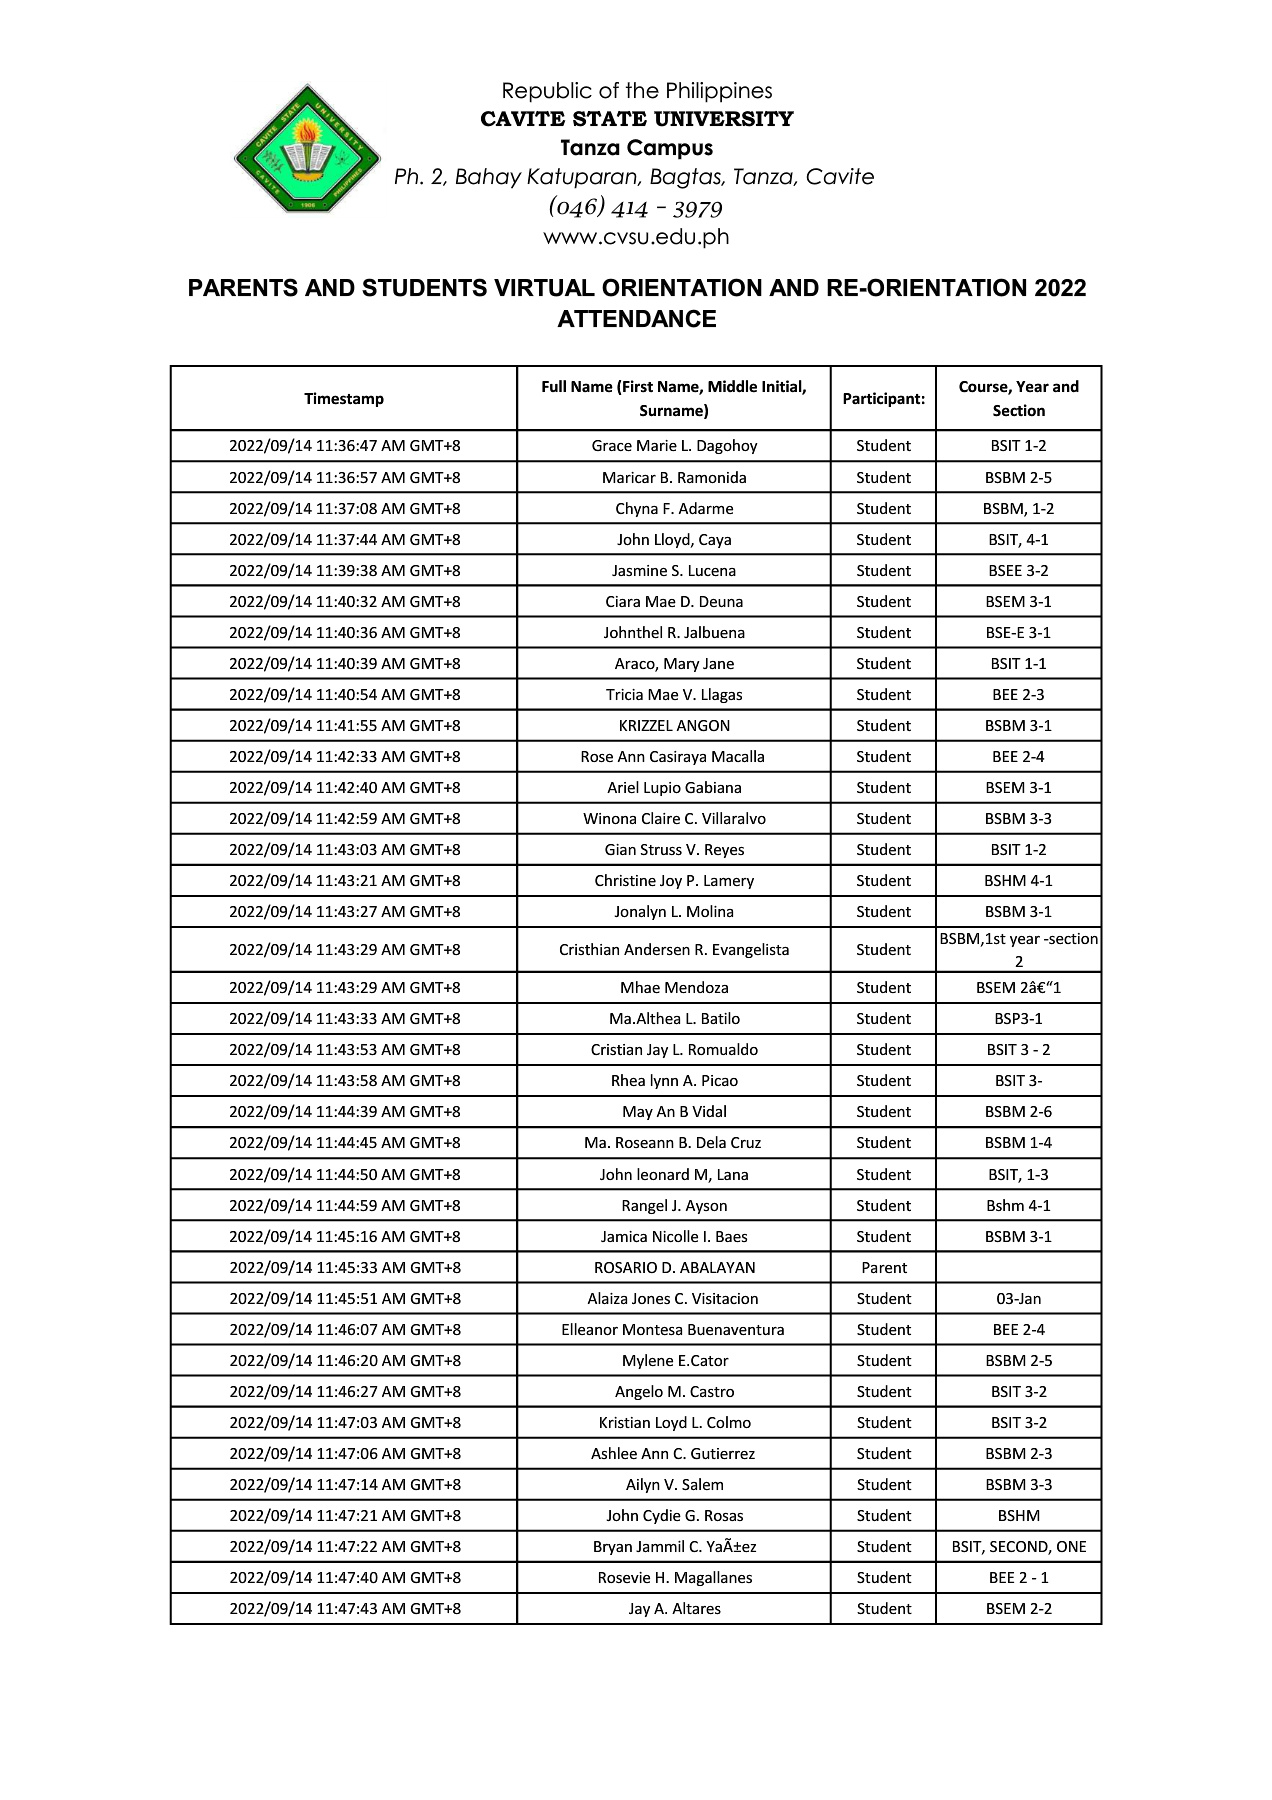 Republic of the Philippines
CAVITE STATE UNIVERSITY
Tanza Campus
Ph. 2, Bahay Katuparan, Bagtas, Tanza, Cavite
(046) 414 – 3979
www.cvsu.edu.ph
CAVITE STATE UNIVERSITY
CAVITE PHILIPPINES
1906
PARENTS AND STUDENTS VIRTUAL ORIENTATION AND RE-ORIENTATION 2022
ATTENDANCE
Timestamp Full Name (First Name, Middle Initial, Surname) Participant: Course, Year and Section
2022/09/14 11:36:47 AM GMT+8 Grace Marie L. Dagohoy Student BSIT 1-2
2022/09/14 11:36:57 AM GMT+8 Maricar B. Ramonida Student BSBM 2-5
2022/09/14 11:37:08 AM GMT+8 Chyna F. Adarme Student BSBM, 1-2
2022/09/14 11:37:44 AM GMT+8 John Lloyd, Caya Student BSIT, 4-1
2022/09/14 11:39:38 AM GMT+8 Jasmine S. Lucena Student BSEE 3-2
2022/09/14 11:40:32 AM GMT+8 Ciara Mae D. Deuna Student BSEM 3-1
2022/09/14 11:40:36 AM GMT+8 Johnthel R. Jalbuena Student BSE-E 3-1
2022/09/14 11:40:39 AM GMT+8 Araco, Mary Jane Student BSIT 1-1
2022/09/14 11:40:54 AM GMT+8 Tricia Mae V. Llagas Student BEE 2-3
2022/09/14 11:41:55 AM GMT+8 KRIZZEL ANGON Student BSBM 3-1
2022/09/14 11:42:33 AM GMT+8 Rose Ann Casiraya Macalla Student BEE 2-4
2022/09/14 11:42:40 AM GMT+8 Ariel Lupio Gabiana Student BSEM 3-1
2022/09/14 11:42:59 AM GMT+8 Winona Claire C. Villaralvo Student BSBM 3-3
2022/09/14 11:43:03 AM GMT+8 Gian Struss V. Reyes Student BSIT 1-2
2022/09/14 11:43:21 AM GMT+8 Christine Joy P. Lamery Student BSHM 4-1
2022/09/14 11:43:27 AM GMT+8 Jonalyn L. Molina Student BSBM 3-1
2022/09/14 11:43:29 AM GMT+8 Cristhian Andersen R. Evangelista Student BSBM,1st year -section 2
2022/09/14 11:43:29 AM GMT+8 Mhae Mendoza Student BSEM 2â€“1
2022/09/14 11:43:33 AM GMT+8 Ma.Althea L. Batilo Student BSP3-1
2022/09/14 11:43:53 AM GMT+8 Cristian Jay L. Romualdo Student BSIT 3 - 2
2022/09/14 11:43:58 AM GMT+8 Rhea lynn A. Picao Student BSIT 3-
2022/09/14 11:44:39 AM GMT+8 May An B Vidal Student BSBM 2-6
2022/09/14 11:44:45 AM GMT+8 Ma. Roseann B. Dela Cruz Student BSBM 1-4
2022/09/14 11:44:50 AM GMT+8 John leonard M, Lana Student BSIT, 1-3
2022/09/14 11:44:59 AM GMT+8 Rangel J. Ayson Student Bshm 4-1
2022/09/14 11:45:16 AM GMT+8 Jamica Nicolle I. Baes Student BSBM 3-1
2022/09/14 11:45:33 AM GMT+8 ROSARIO D. ABALAYAN Parent
2022/09/14 11:45:51 AM GMT+8 Alaiza Jones C. Visitacion Student 03-Jan
2022/09/14 11:46:07 AM GMT+8 Elleanor Montesa Buenaventura Student BEE 2-4
2022/09/14 11:46:20 AM GMT+8 Mylene E.Cator Student BSBM 2-5
2022/09/14 11:46:27 AM GMT+8 Angelo M. Castro Student BSIT 3-2
2022/09/14 11:47:03 AM GMT+8 Kristian Loyd L. Colmo Student BSIT 3-2
2022/09/14 11:47:06 AM GMT+8 Ashlee Ann C. Gutierrez Student BSBM 2-3
2022/09/14 11:47:14 AM GMT+8 Ailyn V. Salem Student BSBM 3-3
2022/09/14 11:47:21 AM GMT+8 John Cydie G. Rosas Student BSHM
2022/09/14 11:47:22 AM GMT+8 Bryan Jammil C. YaÃ±ez Student BSIT, SECOND, ONE
2022/09/14 11:47:40 AM GMT+8 Rosevie H. Magallanes Student BEE 2 - 1
2022/09/14 11:47:43 AM GMT+8 Jay A. Altares Student BSEM 2-2